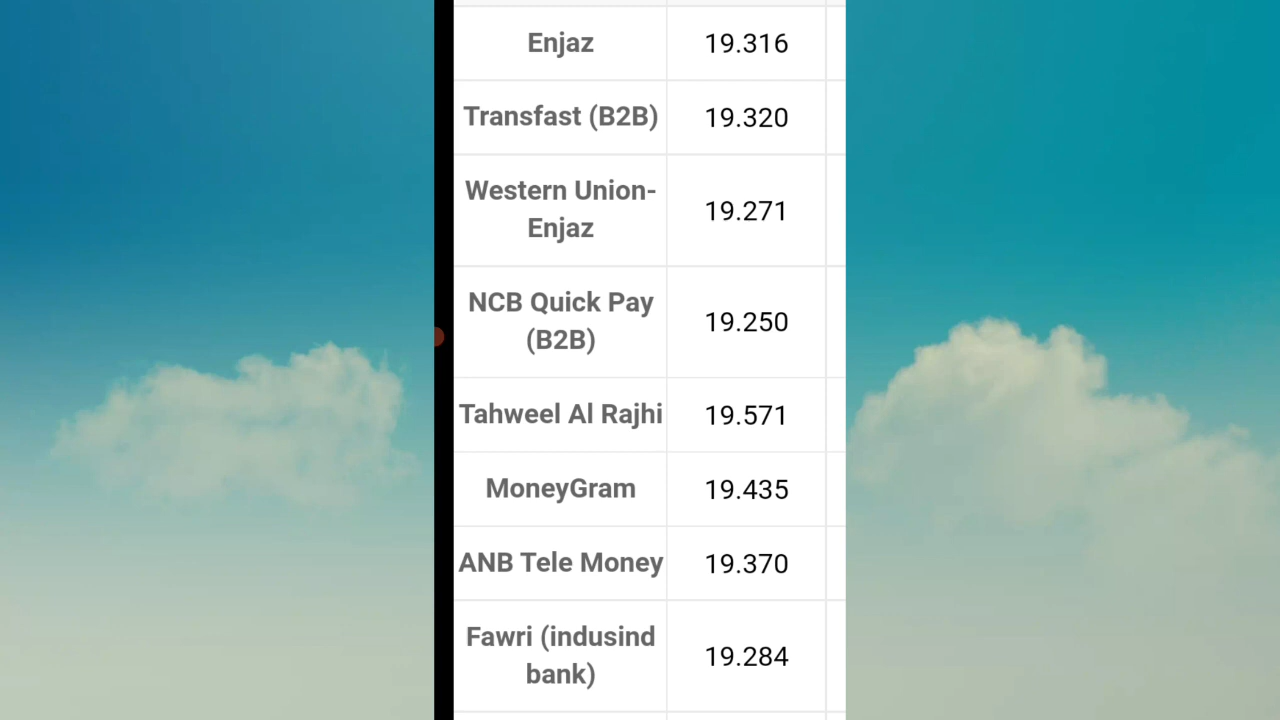 Enjaz 19.316
Transfast (B2B) 19.320
Western Union-
Enjaz 19.271
NCB Quick Pay
(B2B) 19.250
Tahweel Al Rajhi 19.571
MoneyGram 19.435
ANB Tele Money 19.370
Fawri (indusind
bank) 19.284